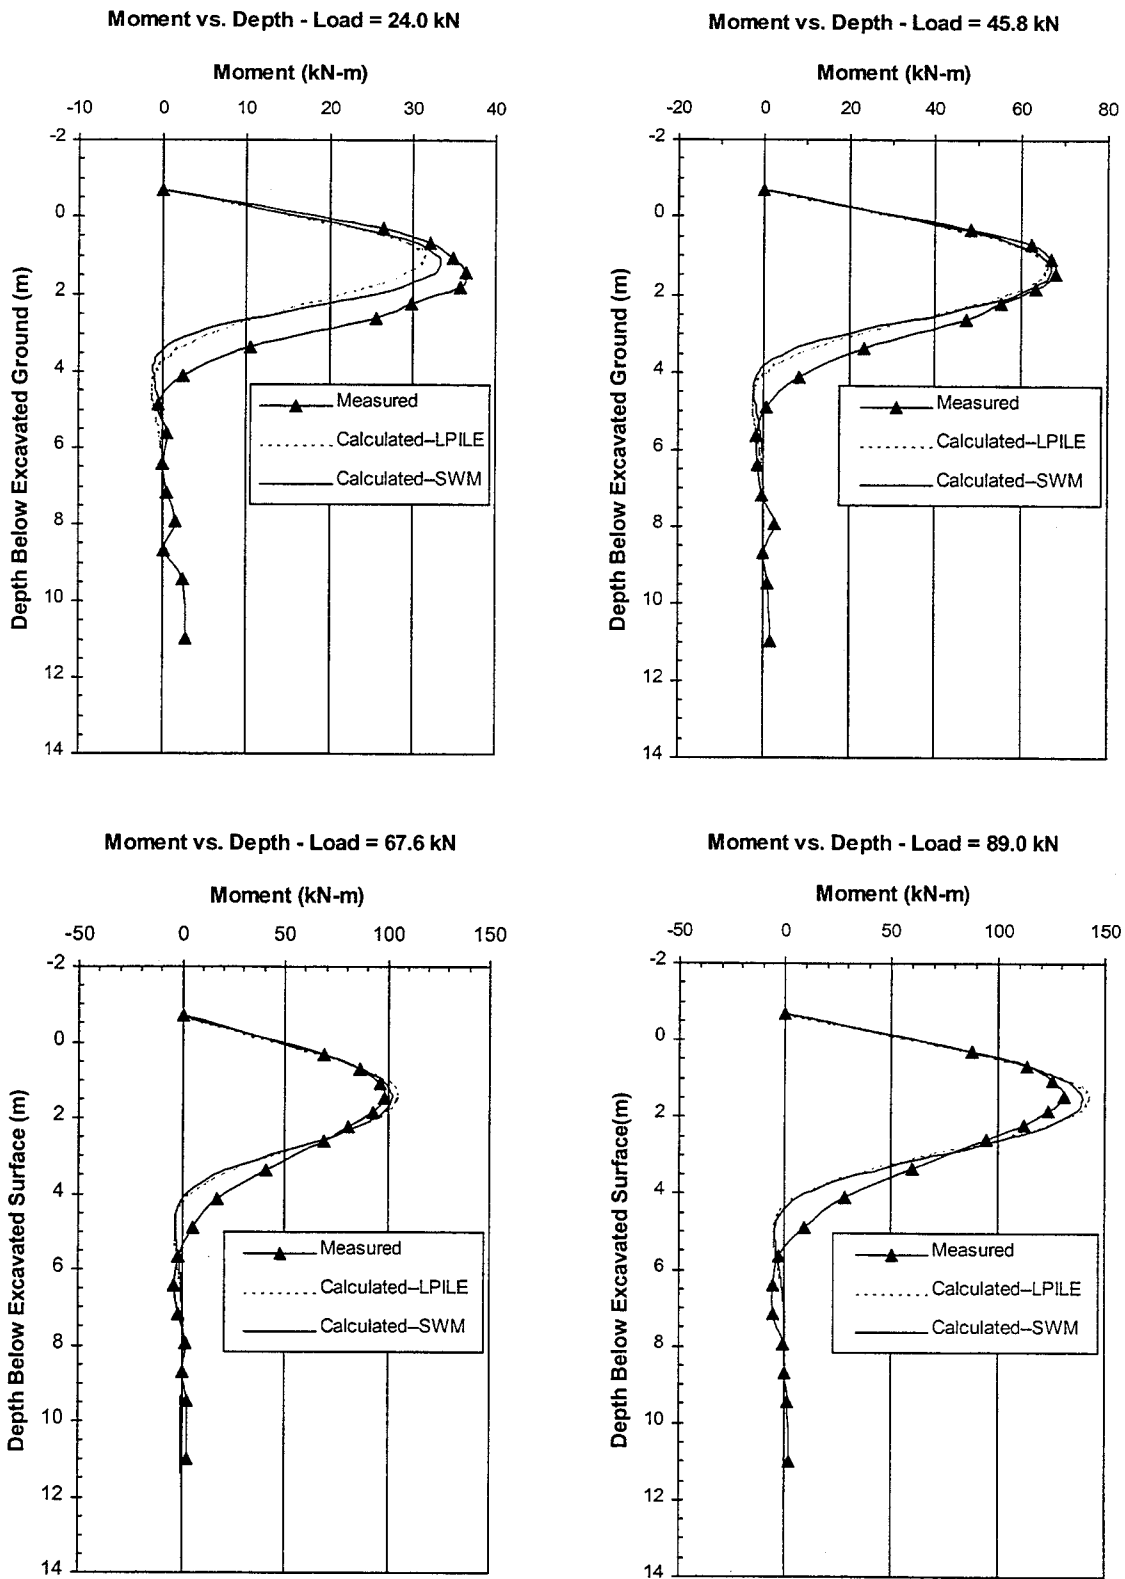 Moment vs. Depth - Load = 24.0 kN
Moment (kN-m)
-10 0 10 20 30 40
-2
0
2
4
6
8
10
12
14
Depth Below Excavated Ground (m)
Measured
Calculated--LPILE
Calculated--SWM
Moment vs. Depth - Load = 45.8 kN
Moment (kN-m)
-20 0 20 40 60 80
-2
0
2
4
6
8
10
12
14
Depth Below Excavated Ground (m)
Measured
Calculated--LPILE
Calculated--SWM
Moment vs. Depth - Load = 67.6 kN
Moment (kN-m)
-50 0 50 100 150
-2
0
2
4
6
8
10
12
14
Depth Below Excavated Surface (m)
Measured
Calculated--LPILE
Calculated--SWM
Moment vs. Depth - Load = 89.0 kN
Moment (kN-m)
-50 0 50 100 150
-2
0
2
4
6
8
10
12
14
Depth Below Excavated Surface(m)
Measured
Calculated--LPILE
Calculated--SWM